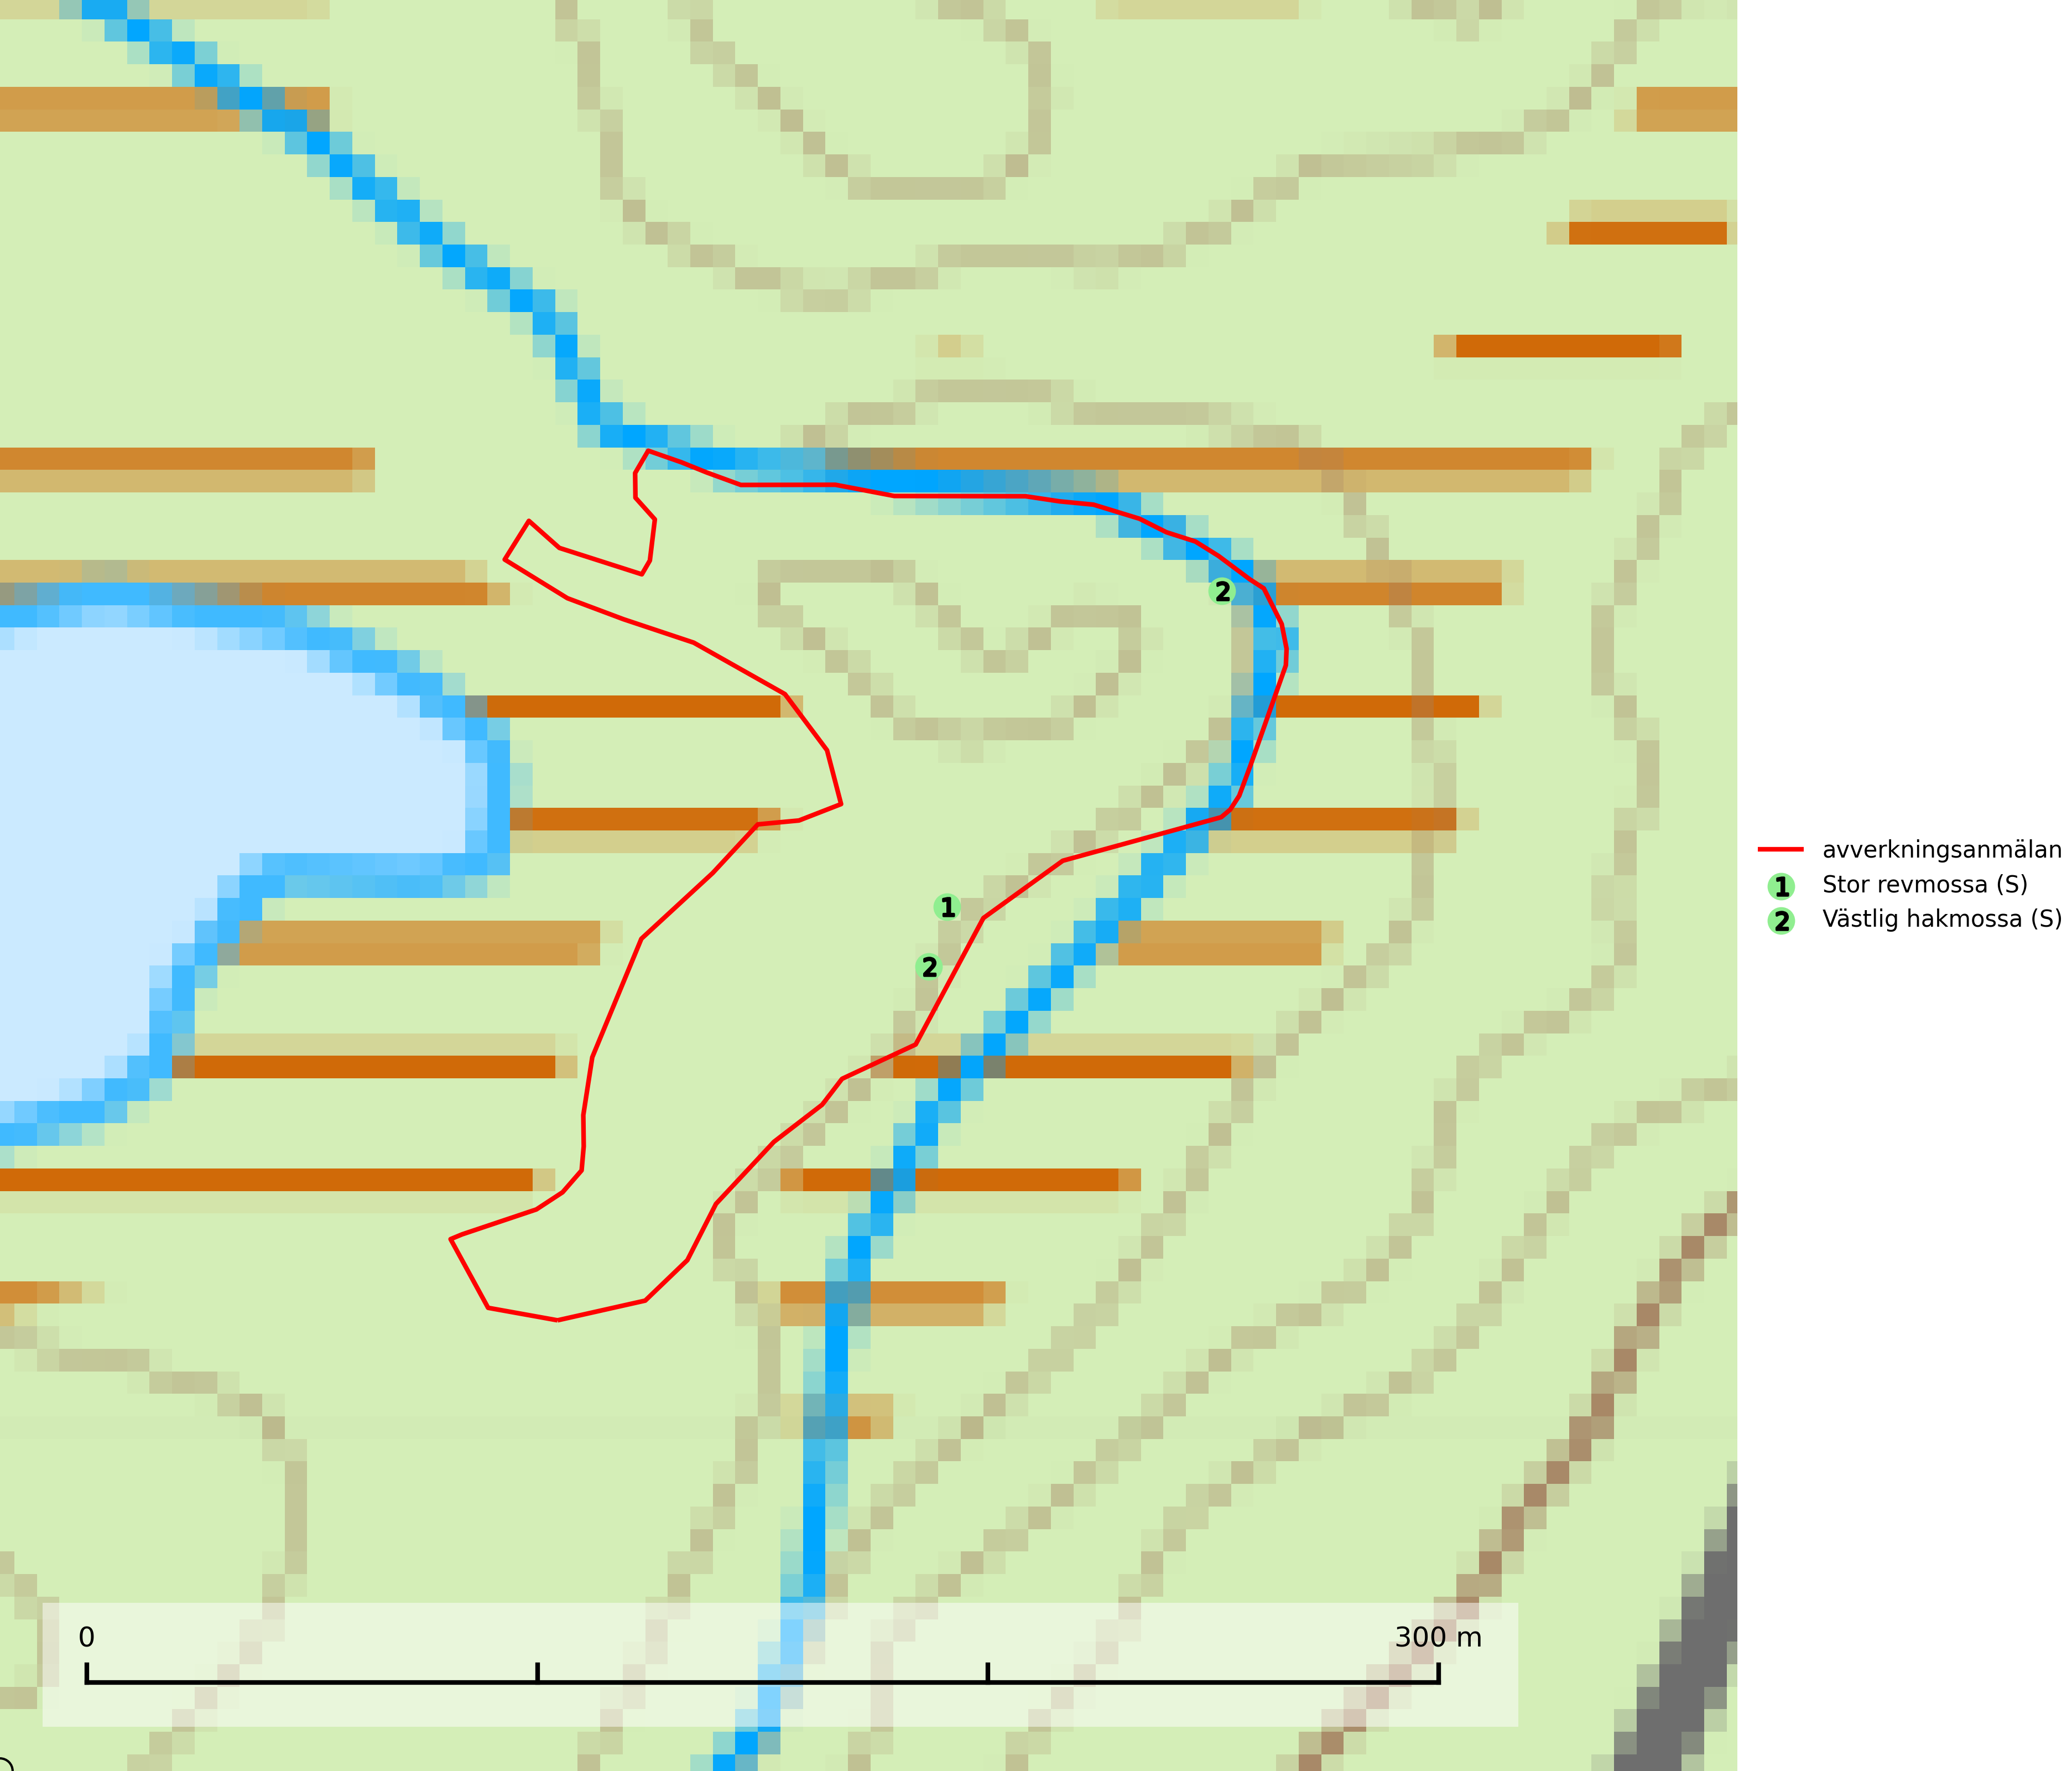 2
1
2
avverkningsanmälan
1 Stor revmossa (S)
2 Västlig hakmossa (S)
0 300 m